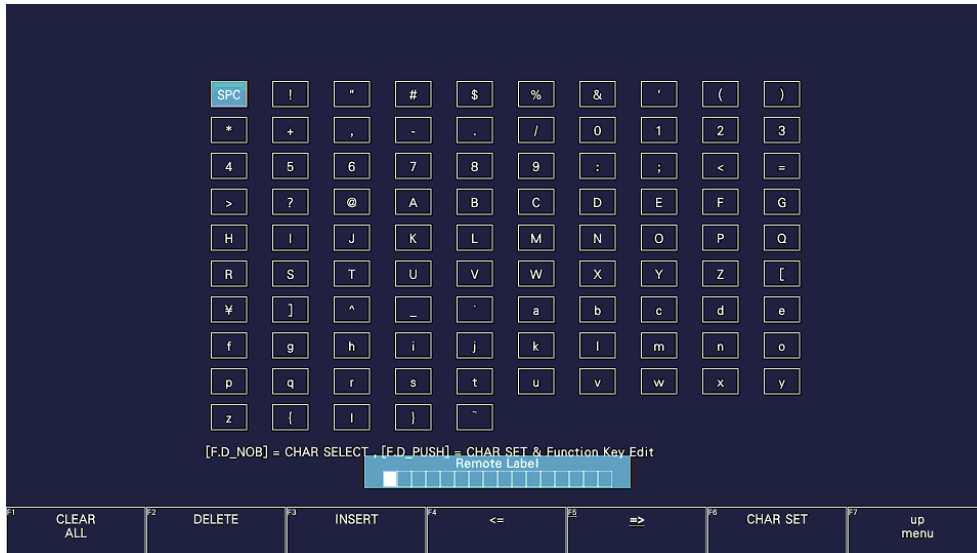 SPC ! " # $ % & ' ( )
* + , - . / 0 1 2 3
4 5 6 7 8 9 : ; < =
> ? @ A B C D E F G
H I J K L M N O P Q
R S T U V W X Y Z [
¥ ] ^ _ ` a b c d e
f g h i j k l m n o
p q r s t u v w x y
z { | } ~
[F.D_NOB] = CHAR SELECT , [F.D_PUSH] = CHAR SET & Function Key Edit
Remote Label
F1 CLEAR F2 DELETE F3 INSERT F4 <= F5 => F6 CHAR SET F7 up
ALL menu